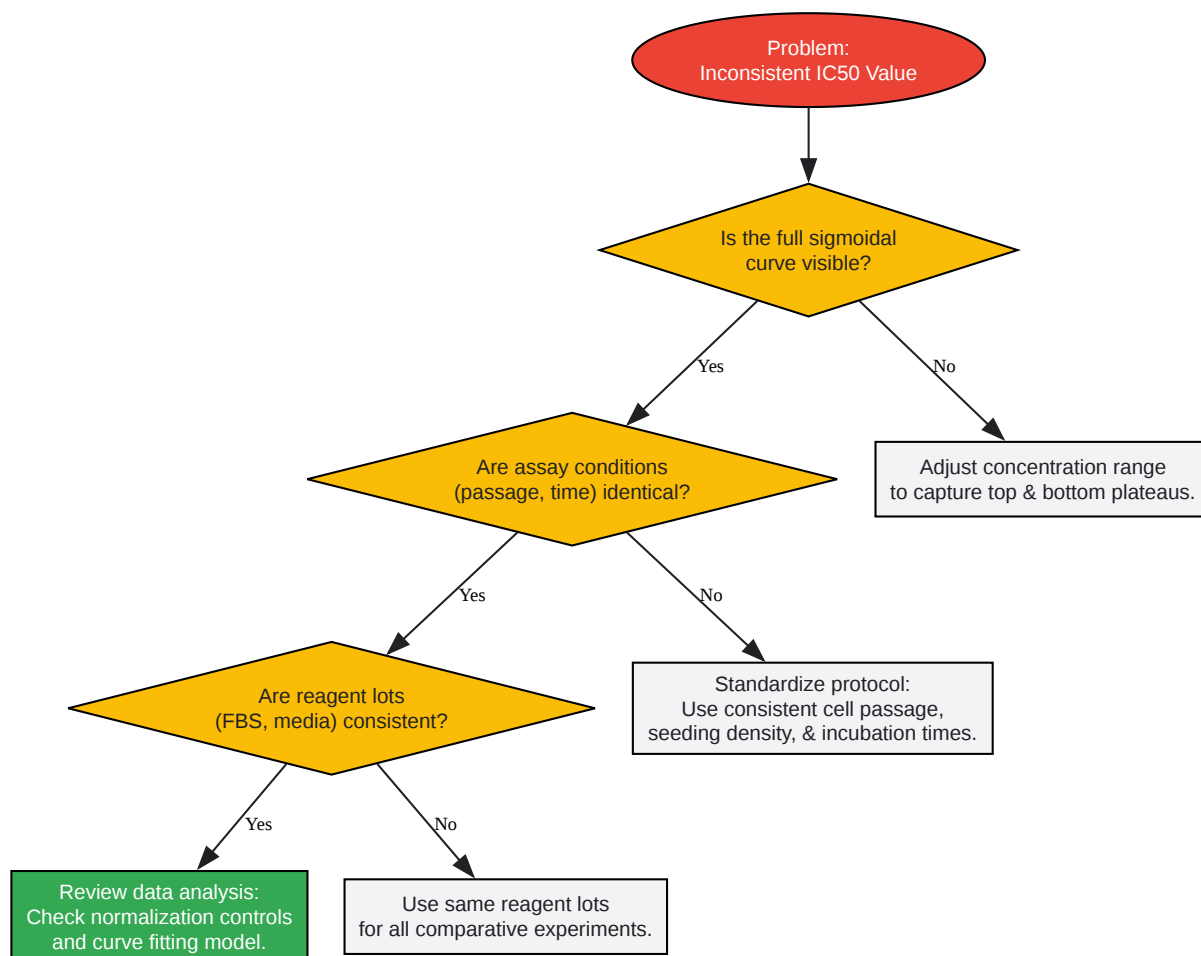 Problem:
Inconsistent IC50 Value
Is the full sigmoidal
curve visible?
Yes
No
Are assay conditions
(passage, time) identical?
Adjust concentration range
to capture top & bottom plateaus.
Yes
No
Are reagent lots
(FBS, media) consistent?
Standardize protocol:
Use consistent cell passage,
seeding density, & incubation times.
Yes
No
Review data analysis:
Check normalization controls
and curve fitting model.
Use same reagent lots
for all comparative experiments.